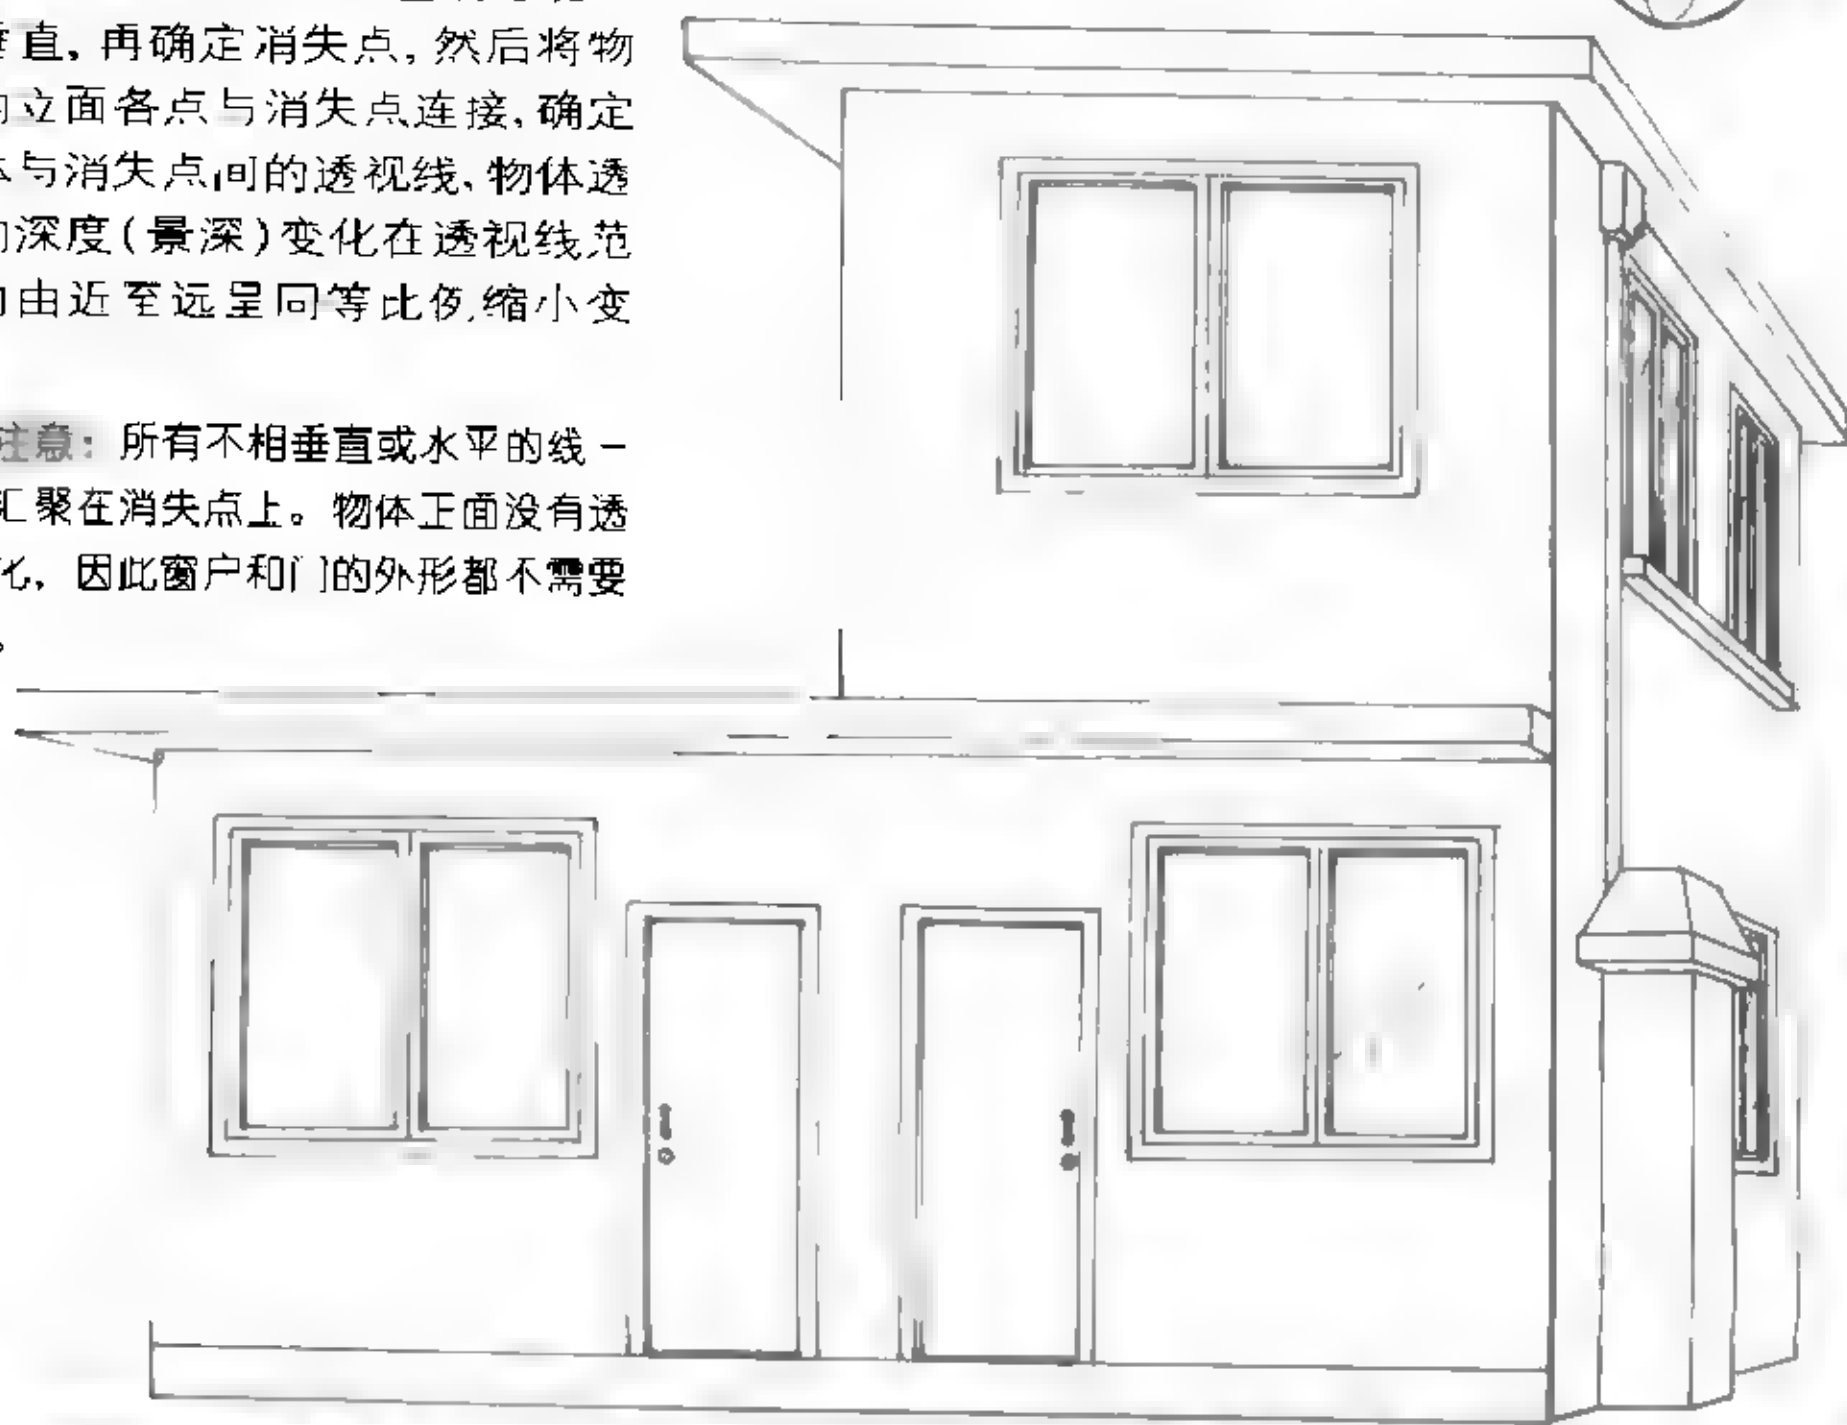 直，再确定消失点，然后将物
立面各点与消失点连接，确定
与消失点间的透视线，物体透
深度（景深）变化在透视线范
由近至远呈同等比例缩小变
注意：所有不相垂直或水平的线一
汇聚在消失点上。物体正面没有透
化，因此窗户和门的外形都不需要
。